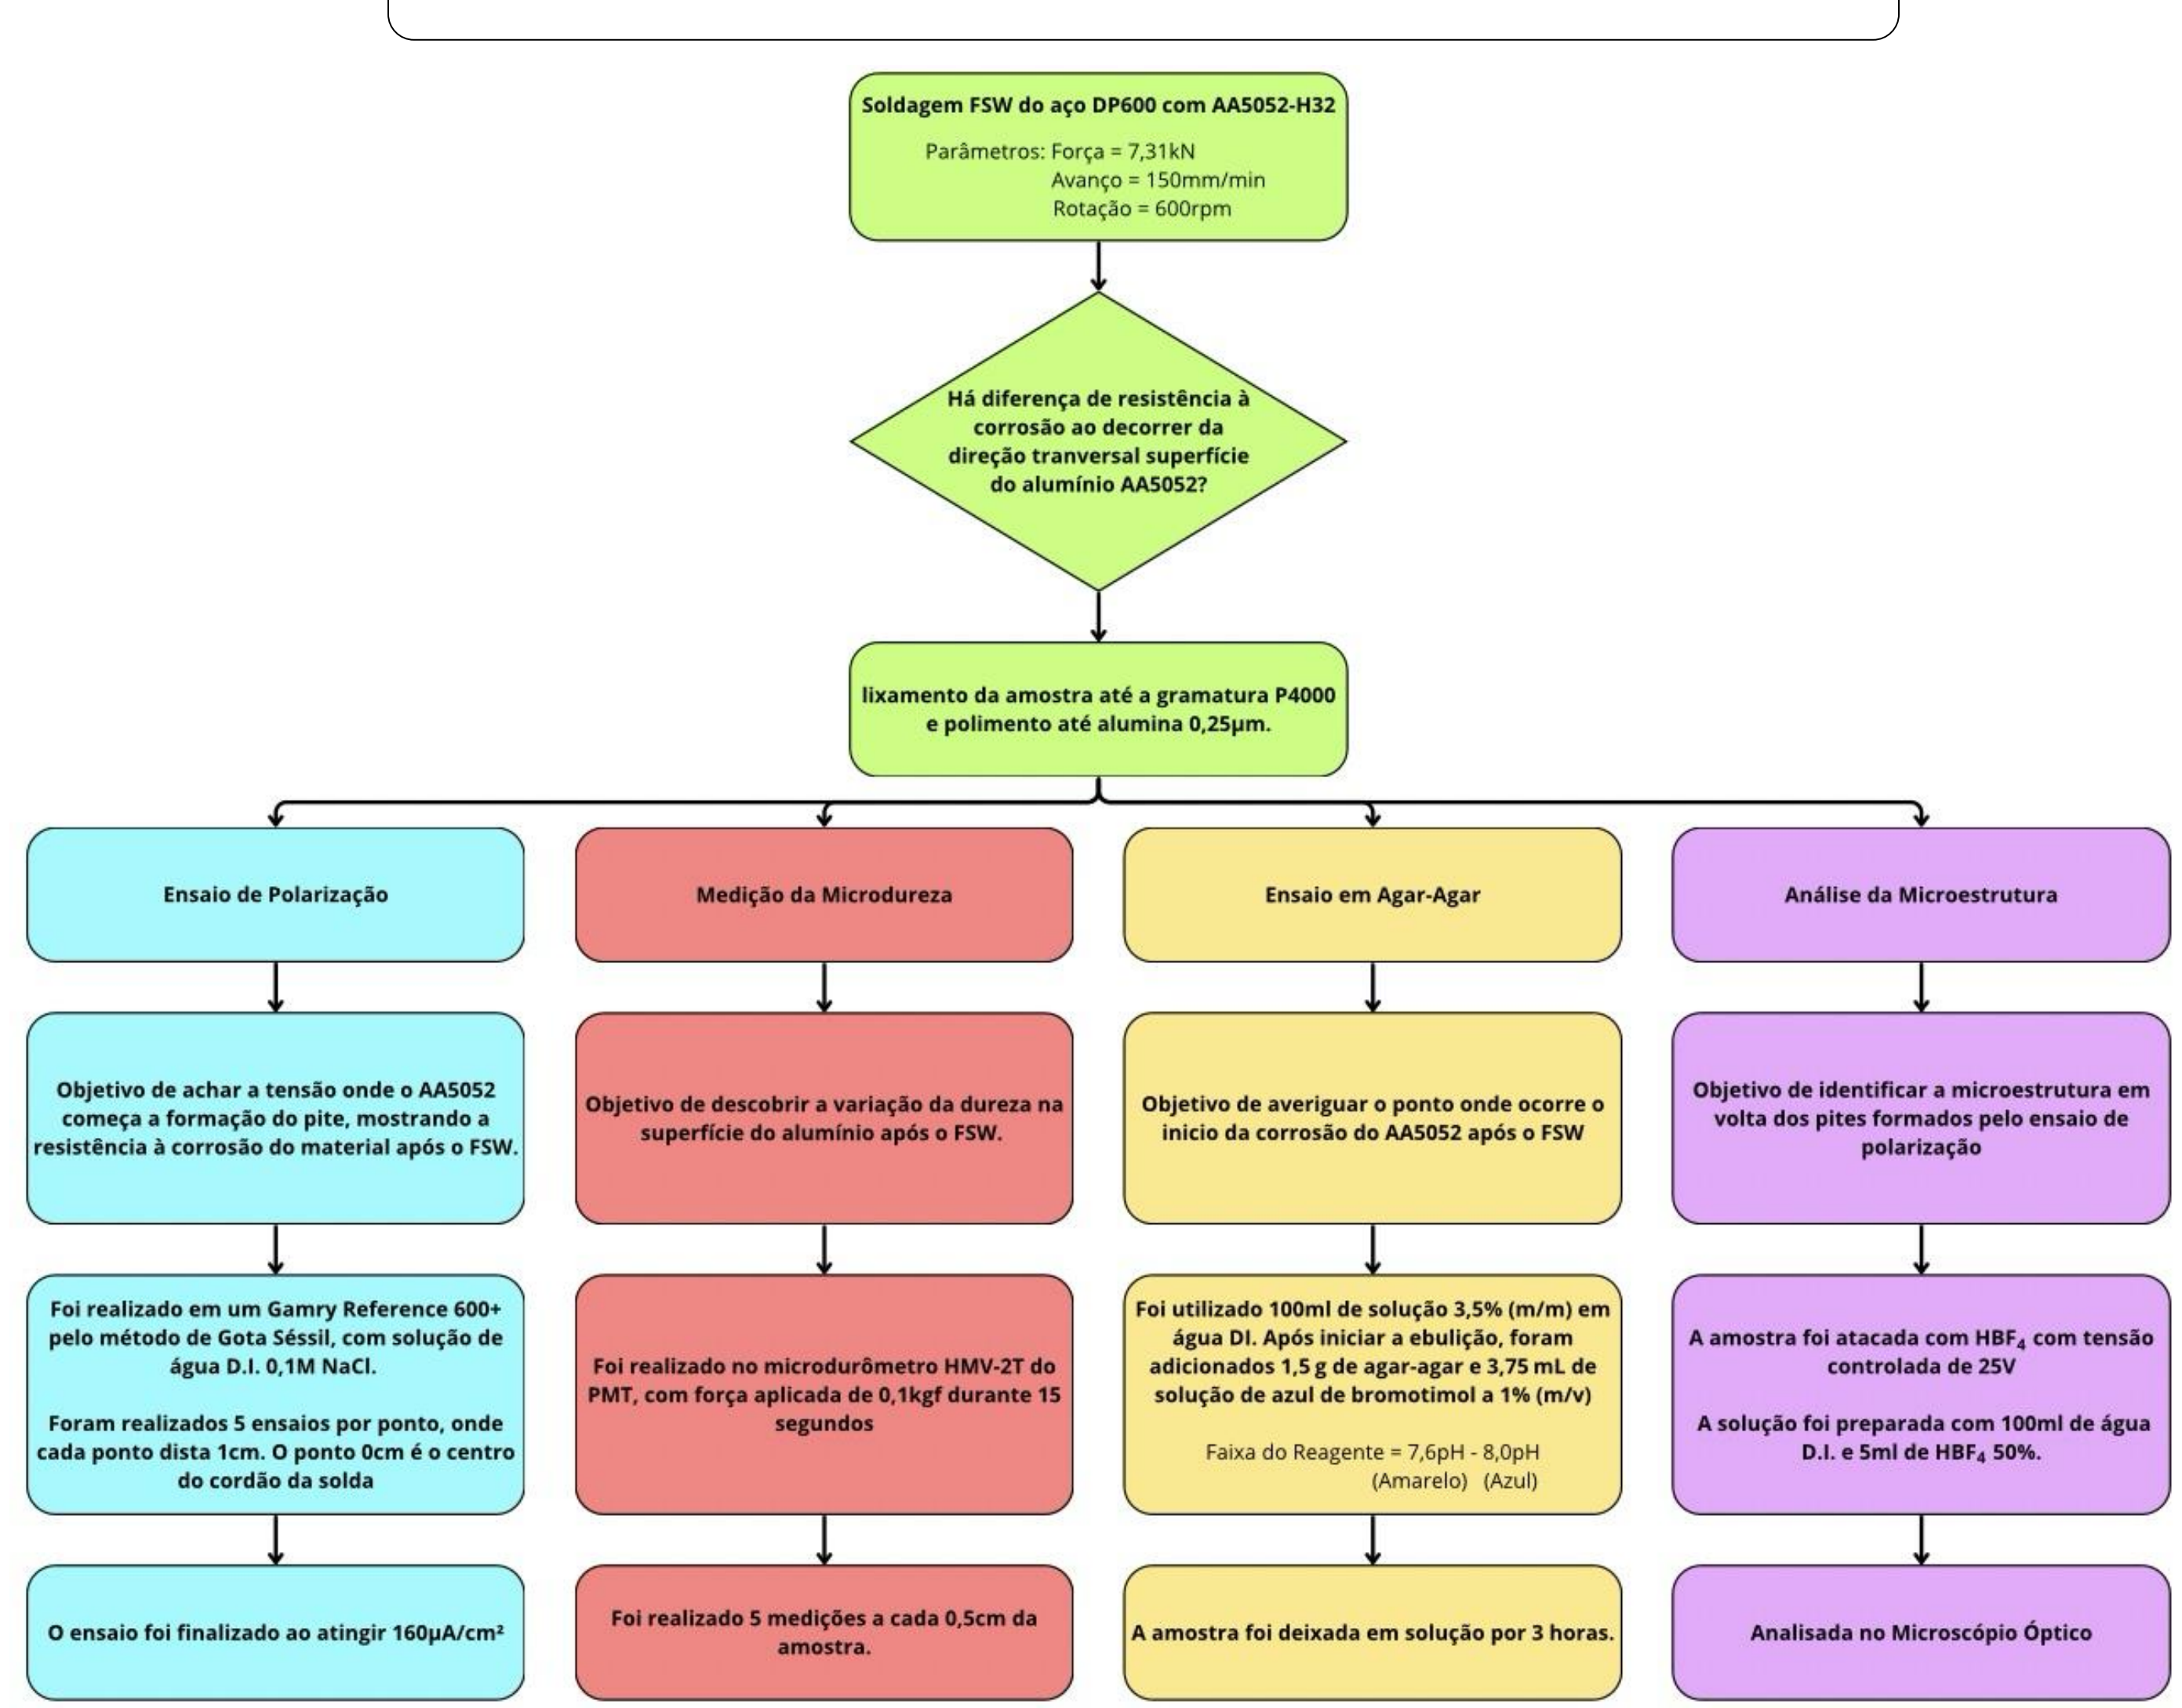 Soldagem FSW do aço DP600 com AA5052-H32
Parâmetros: Força = 7,31kN
Avanço = 150mm/min
Rotação = 600rpm
Há diferença de resistência à
corrosão ao decorrer da
direção tranversal superfície
do alumínio AA5052?
lixamento da amostra até a gramatura P4000
e polimento até alumina 0,25µm.
Ensaio de Polarização
Objetivo de achar a tensão onde o AA5052
começa a formação do pite, mostrando a
resistência à corrosão do material após o FSW.
Foi realizado em um Gamry Reference 600+
pelo método de Gota Séssil, com solução de
água D.I. 0,1M NaCl.
Foram realizados 5 ensaios por ponto, onde
cada ponto dista 1cm. O ponto 0cm é o centro
do cordão da solda
O ensaio foi finalizado ao atingir 160µA/cm²
Medição da Microdureza
Objetivo de descobrir a variação da dureza na
superfície do alumínio após o FSW.
Foi realizado no microdurômetro HMV-2T do
PMT, com força aplicada de 0,1kgf durante 15
segundos
Foi realizado 5 medições a cada 0,5cm da
amostra.
Ensaio em Agar-Agar
Objetivo de averiguar o ponto onde ocorre o
inicio da corrosão do AA5052 após o FSW
Foi utilizado 100ml de solução 3,5% (m/m) em
água DI. Após iniciar a ebulição, foram
adicionados 1,5 g de agar-agar e 3,75 mL de
solução de azul de bromotimol a 1% (m/v)
Faixa do Reagente = 7,6pH - 8,0pH
(Amarelo) (Azul)
A amostra foi deixada em solução por 3 horas.
Análise da Microestrutura
Objetivo de identificar a microestrutura em
volta dos pites formados pelo ensaio de
polarização
A amostra foi atacada com HBF₄ com tensão
controlada de 25V
A solução foi preparada com 100ml de água
D.I. e 5ml de HBF₄ 50%.
Analisada no Microscópio Óptico